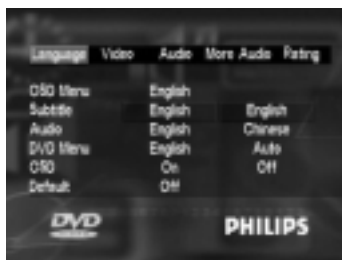 Language Video Audio More Audio Rating
OSD Menu English
Subtitle English English
Audio English Chinese
DVD Menu English Auto
OSD On Off
Default Off
DVD PHILIPS